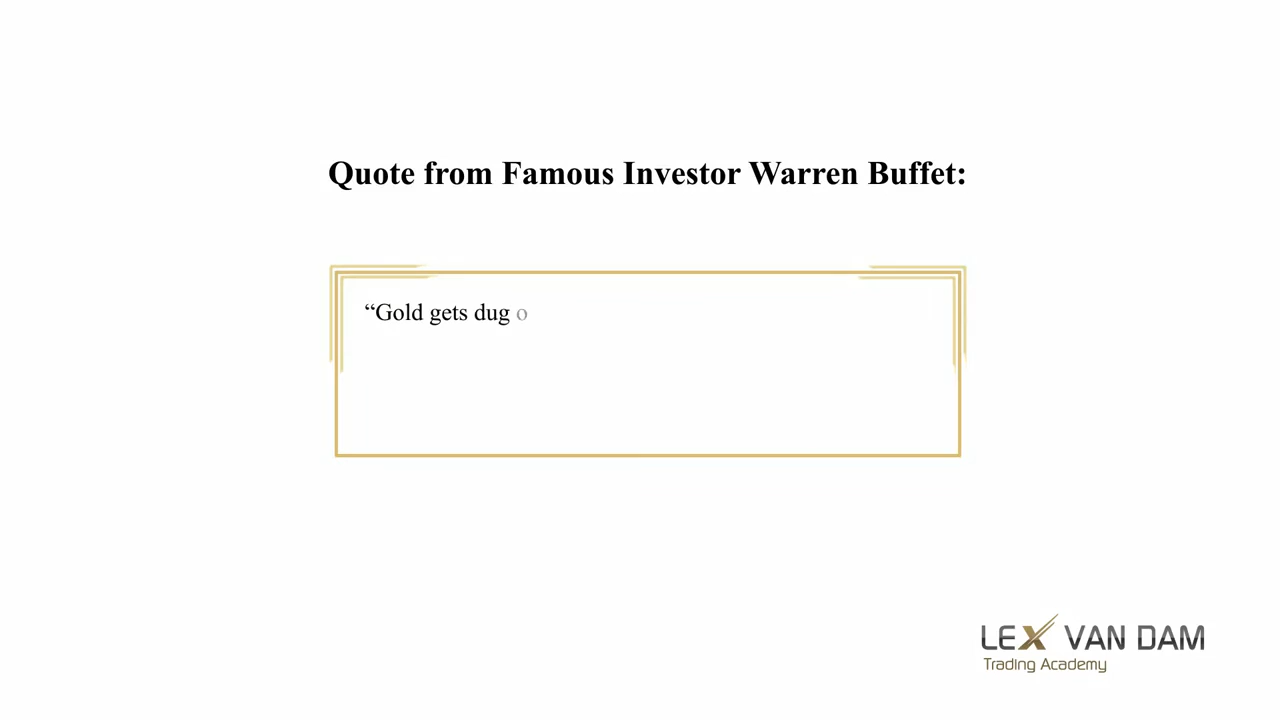 Quote from Famous Investor Warren Buffet:
“Gold gets dug o
LEX VAN DAM
Trading Academy